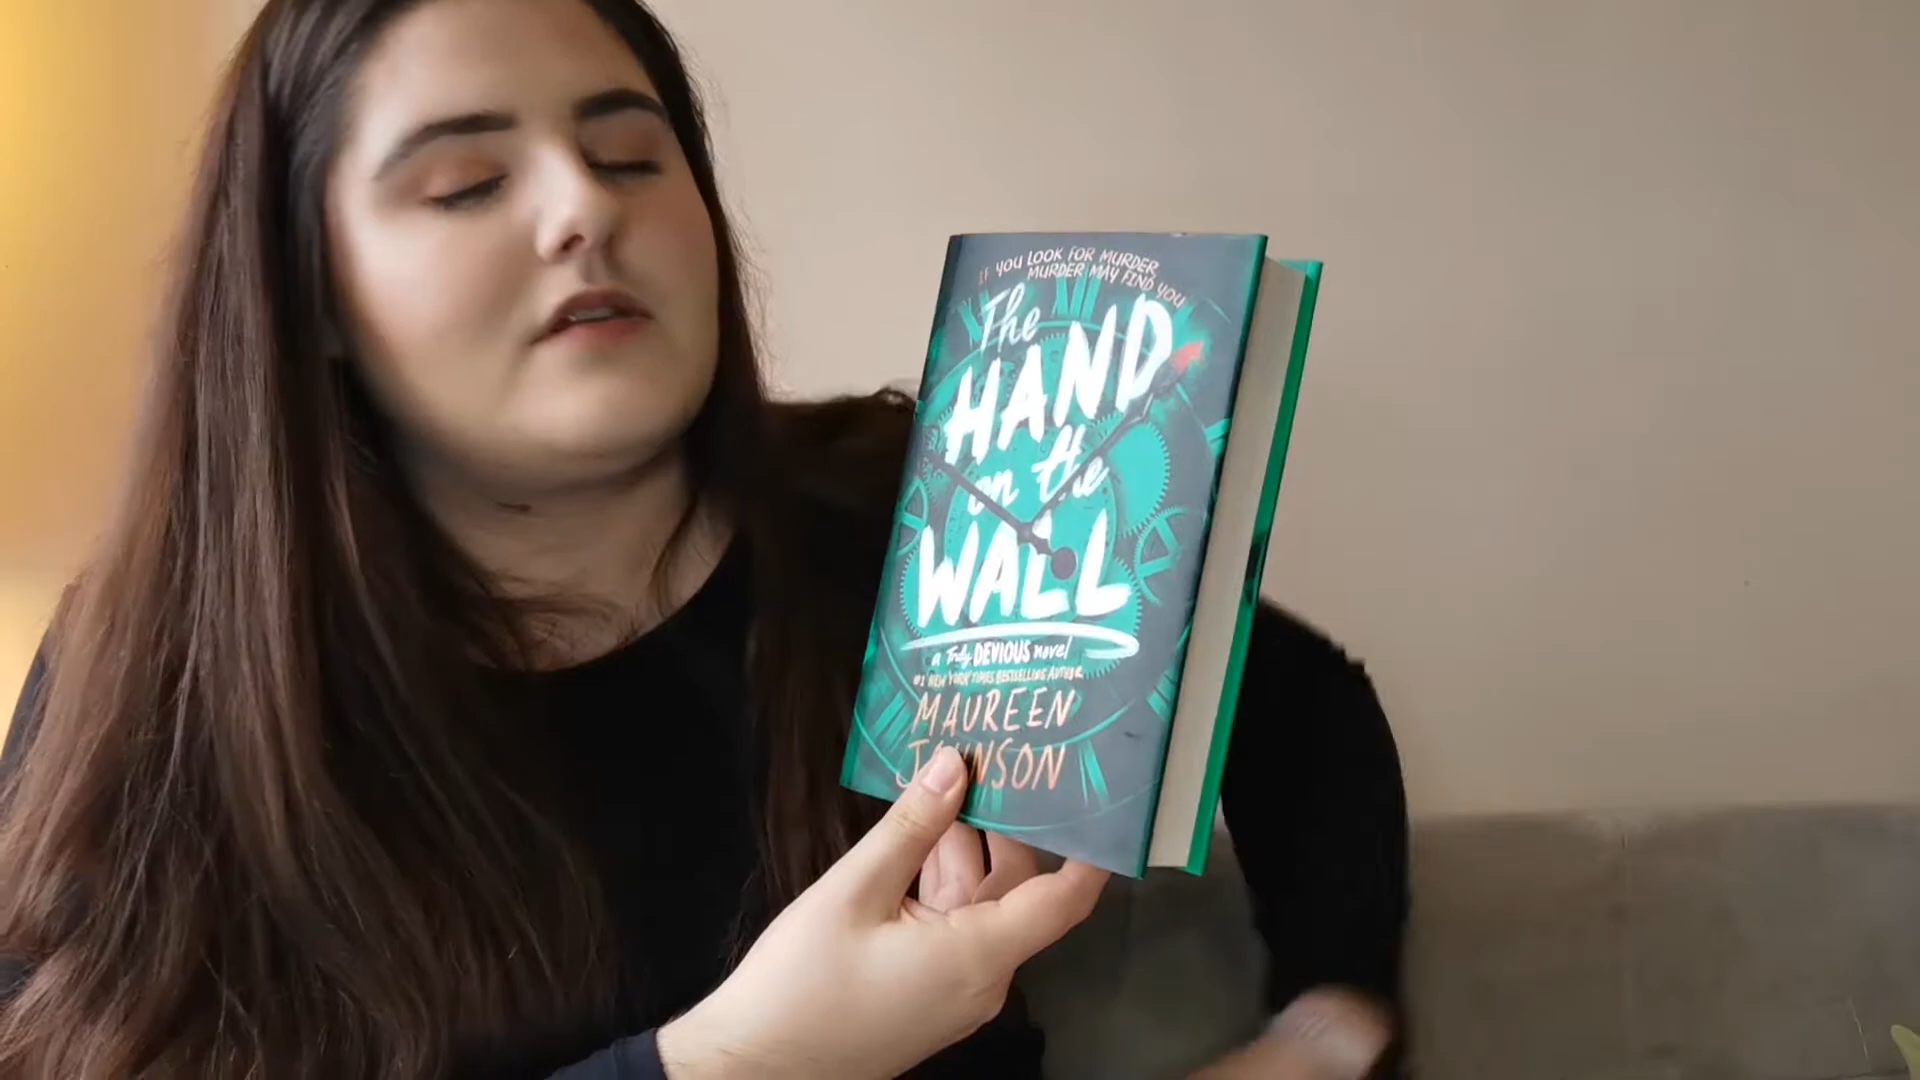 IF YOU LOOK FOR MURDER
MURDER MAY FIND YOU
The
HAND
on the
WALL
a Truly DEVIOUS novel
#1 NEW YORK TIMES BESTSELLING AUTHOR
MAUREEN
JOHNSON